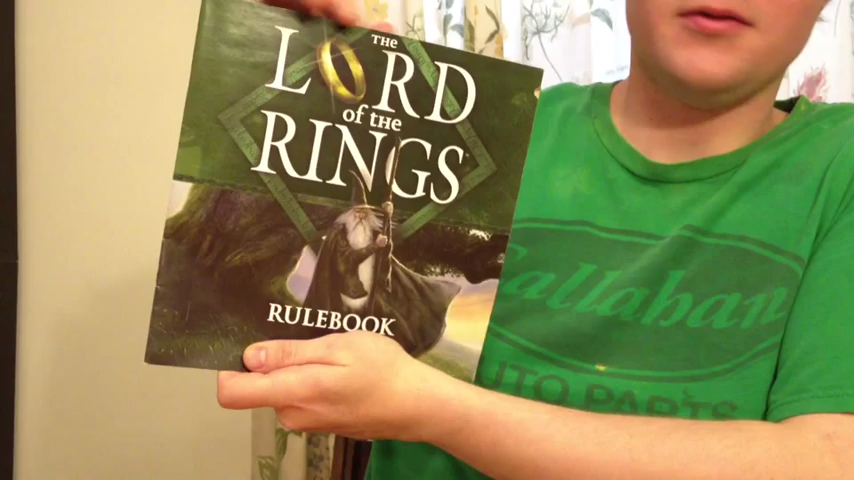 THE
LORD
of the
RINGS
RULEBOOK
Callahan
AUTO PARTS